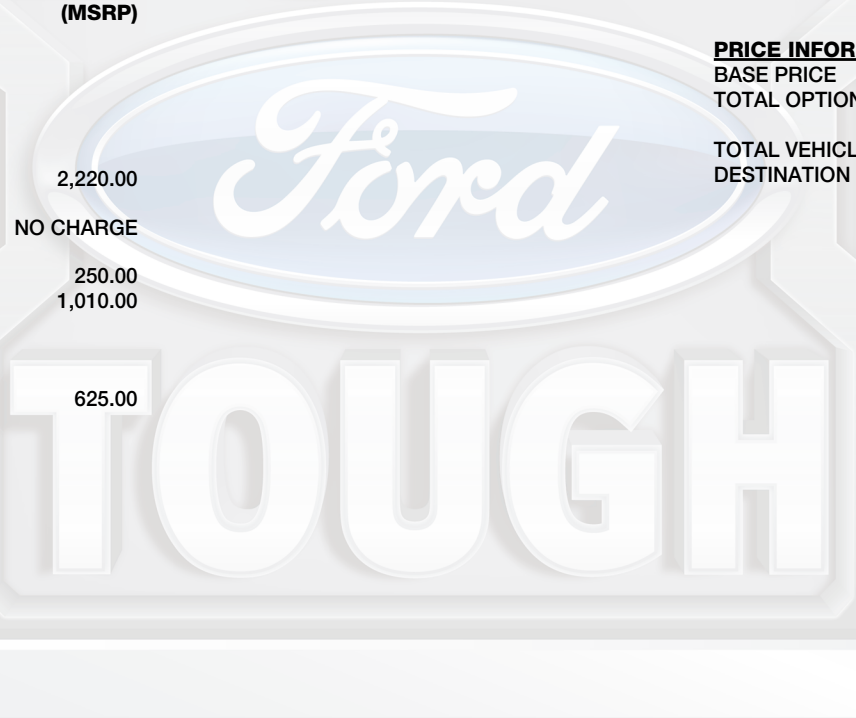 (MSRP)
2,220.00
NO CHARGE
250.00
1,010.00
625.00
PRICE INFOR
BASE PRICE
TOTAL OPTION
TOTAL VEHICL
DESTINATION
Ford
TOUGH